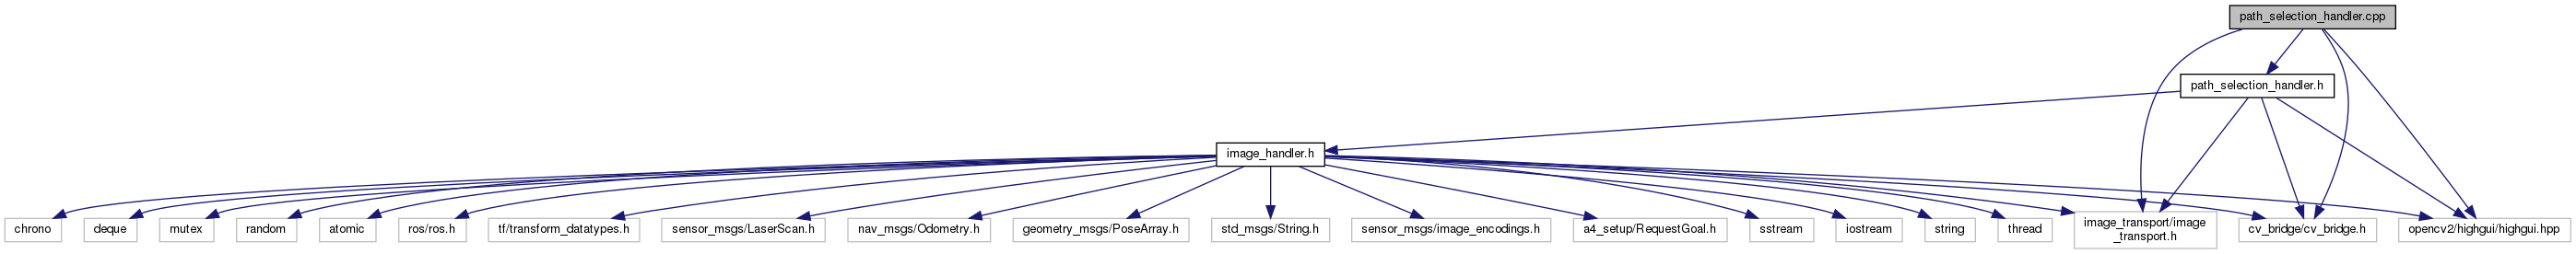 path_selection_handler.cpp
path_selection_handler.h
image_handler.h
chrono
deque
mutex
random
atomic
ros/ros.h
tf/transform_datatypes.h
sensor_msgs/LaserScan.h
nav_msgs/Odometry.h
geometry_msgs/PoseArray.h
std_msgs/String.h
sensor_msgs/image_encodings.h
a4_setup/RequestGoal.h
sstream
iostream
string
thread
image_transport/image
_transport.h
cv_bridge/cv_bridge.h
opencv2/highgui/highgui.hpp